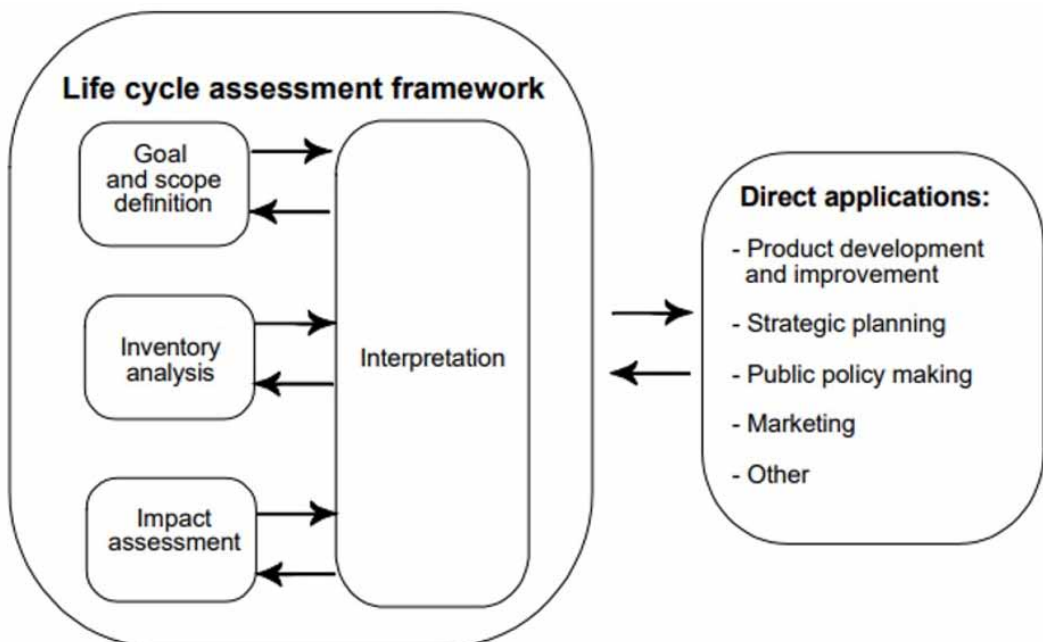 Life cycle assessment framework
Goal
and scope
definition
Inventory
analysis
Impact
assessment
Interpretation
Direct applications:
- Product development
and improvement
- Strategic planning
- Public policy making
- Marketing
- Other